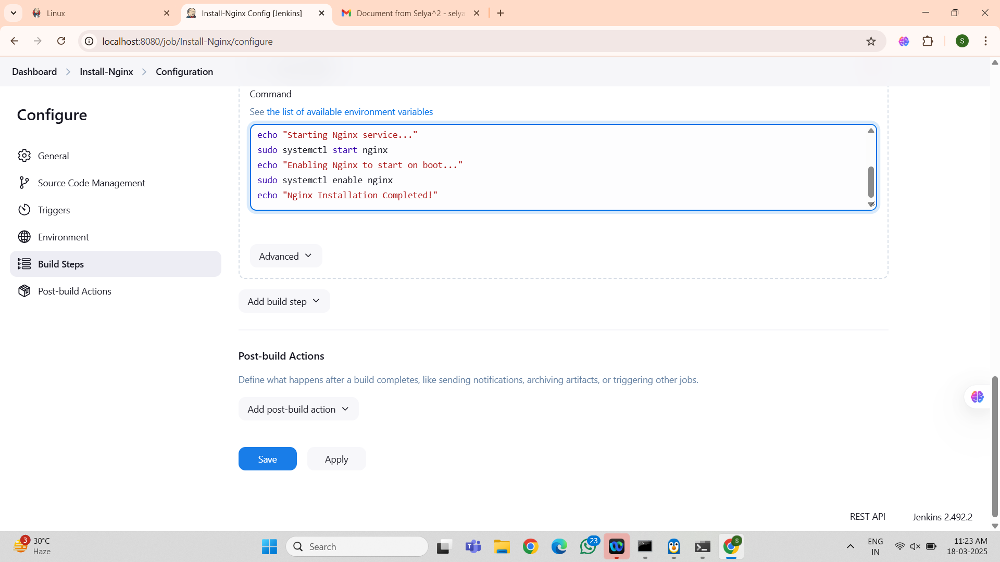 Linux
Install-Nginx Config [Jenkins]
Document from Selya^2 - selya
localhost:8080/job/Install-Nginx/configure
S
Dashboard > Install-Nginx > Configuration
Configure
General
Source Code Management
Triggers
Environment
Build Steps
Post-build Actions
Command
See the list of available environment variables
echo "Starting Nginx service..."
sudo systemctl start nginx
echo "Enabling Nginx to start on boot..."
sudo systemctl enable nginx
echo "Nginx Installation Completed!"
Advanced
Add build step
Post-build Actions
Define what happens after a build completes, like sending notifications, archiving artifacts, or triggering other jobs.
Add post-build action
Save
Apply
REST API
Jenkins 2.492.2
3
30°C
Haze
Search
23
S
ENG
IN
11:23 AM
18-03-2025